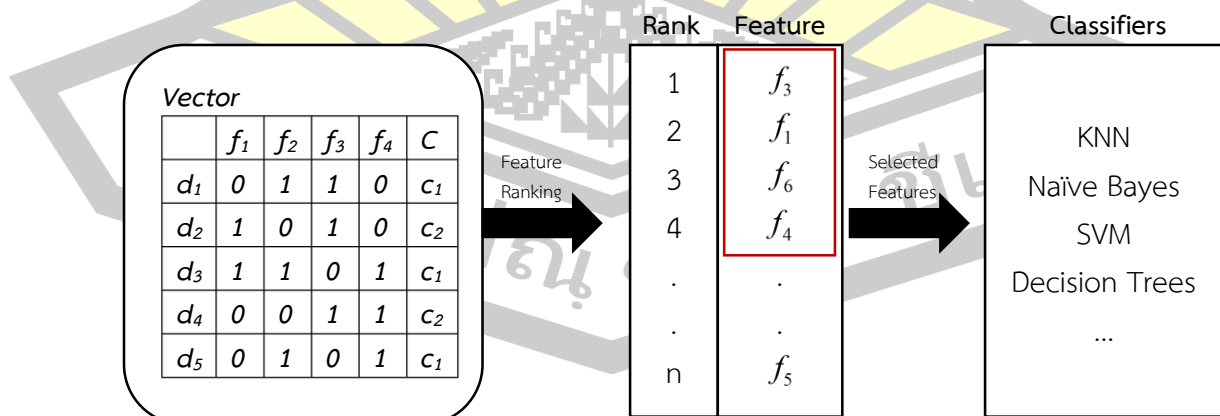 Vector
f1 f2 f3 f4 C
d1 0 1 1 0 c1
d2 1 0 1 0 c2
d3 1 1 0 1 c1
d4 0 0 1 1 c2
d5 0 1 0 1 c1
Feature
Ranking
Rank Feature
1 f3
2 f1
3 f6
4 f4
. .
. .
n f5
Selected
Features
Classifiers
KNN
Naïve Bayes
SVM
Decision Trees
...